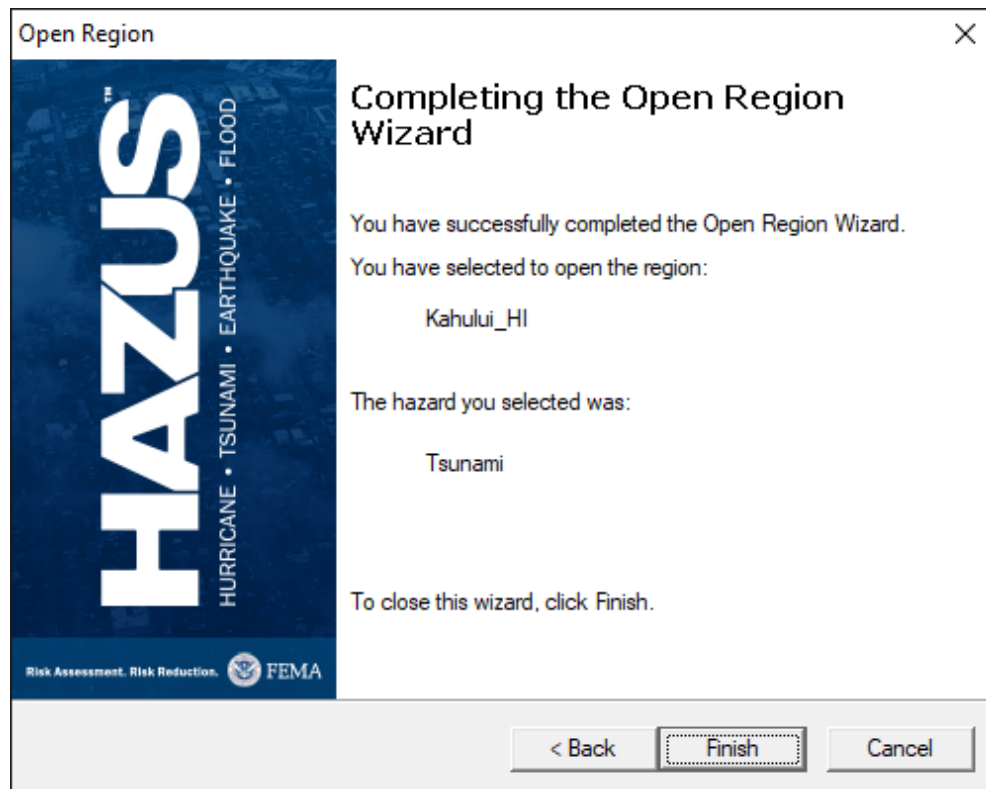 Open Region
HAZUS™
HURRICANE • TSUNAMI • EARTHQUAKE • FLOOD
Risk Assessment. Risk Reduction. FEMA
Completing the Open Region
Wizard
You have successfully completed the Open Region Wizard.
You have selected to open the region:
Kahului_HI
The hazard you selected was:
Tsunami
To close this wizard, click Finish.
< Back Finish Cancel